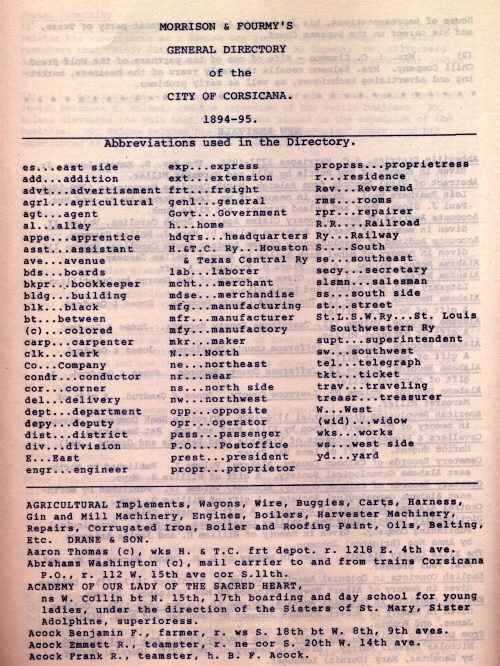 MORRISON & FOURMY'S
GENERAL DIRECTORY
of the
CITY OF CORSICANA.
1894-95.
Abbreviations used in the Directory.
es...east side
add...addition
advt...advertisement
agrl...agricultural
agt...agent
al...alley
appe...apprentice
asst...assistant
ave...avenue
bds...boards
bkpr...bookkeeper
bldg...building
blk...black
bt...between
(c)...colored
carp...carpenter
clk...clerk
Co...Company
condr...conductor
cor...corner
del...delivery
dept...department
depy...deputy
dist...district
div...division
E...East
engr...engineer
exp...express
ext...extension
frt...freight
genl...general
Govt...Government
h...home
hdqrs...headquarters
H.&T.C. Ry...Houston
& Texas Central Ry
lab...laborer
mcht...merchant
mdse...merchandise
mfg...manufacturing
mfr...manufacturer
mfy...manufactory
mkr...maker
N....North
ne...northeast
nr...near
ns...north side
nw...northwest
opp...opposite
opr...operator
pass...passenger
P.O....Postoffice
prest...president
propr...proprietor
proprss...proprietress
r...residence
Rev...Reverend
rms...rooms
rpr...repairer
R.R....Railroad
Ry...Railway
S...South
se...southeast
secy...secretary
slsmn...salesman
ss...south side
st...street
St.L.S.W.Ry...St. Louis
Southwestern Ry
supt...superintendent
sw...southwest
tel...telegraph
tkt...ticket
trav...traveling
treasr...treasurer
W...West
(wid)...widow
wks...works
ws...west side
yd...yard
AGRICULTURAL Implements, Wagons, Wire, Buggies, Carts, Harness,
Gin and Mill Machinery, Engines, Boilers, Harvester Machinery,
Repairs, Corrugated Iron, Boiler and Roofing Paint, Oils, Belting,
Etc. DRANE & SON.
Aaron Thomas (c), wks H. & T.C. frt depot. r. 1218 E. 4th ave.
Abrahams Washington (c), mail carrier to and from trains Corsicana
P.O., r. 112 W. 15th ave cor S.11th.
ACADEMY OF OUR LADY OF THE SACRED HEART,
ns W. Collin bt N. 15th, 17th boarding and day school for young
ladies, under the direction of the Sisters of St. Mary, Sister
Adolphine, superioress.
Acock Benjamin F., farmer, r. ws S. 18th bt W. 8th, 9th aves.
Acock Emmett R., teamster, r. ne cor S. 20th W. 14th ave.
Acock Frank R., teamster, h. B. F. Acock.